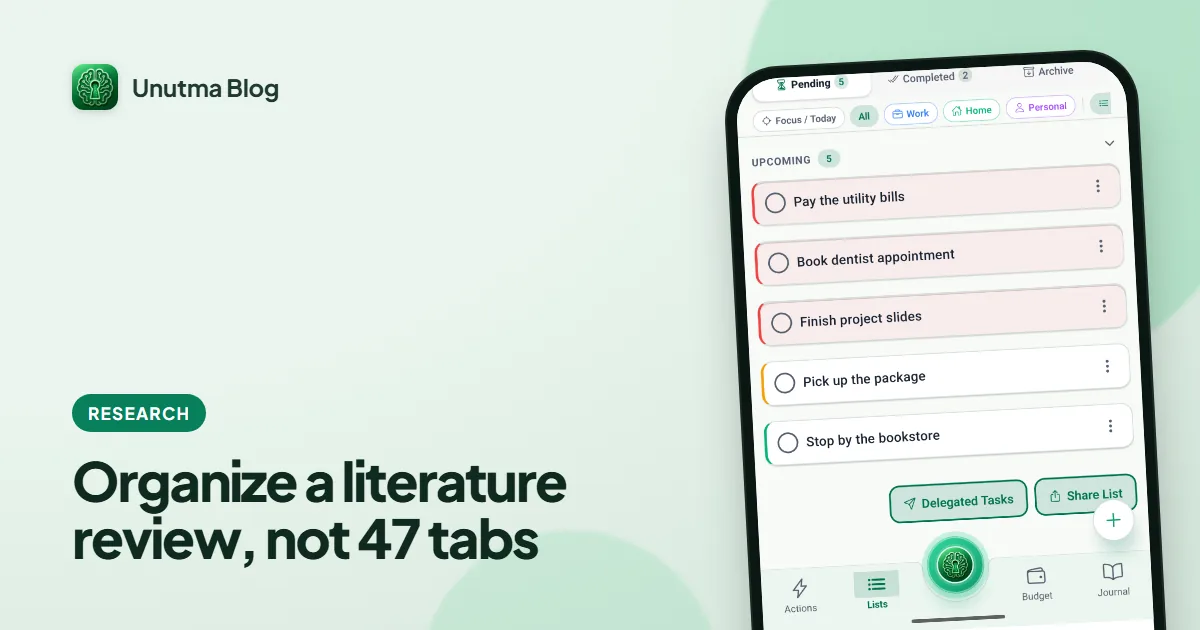 Unutma Blog
RESEARCH
Organize a literature
review, not 47 tabs
Pending 5
Completed 2
Archive
Focus / Today
All
Work
Home
Personal
UPCOMING 5
Pay the utility bills
Book dentist appointment
Finish project slides
Pick up the package
Stop by the bookstore
Delegated Tasks
Share List
Actions
Lists
Budget
Journal